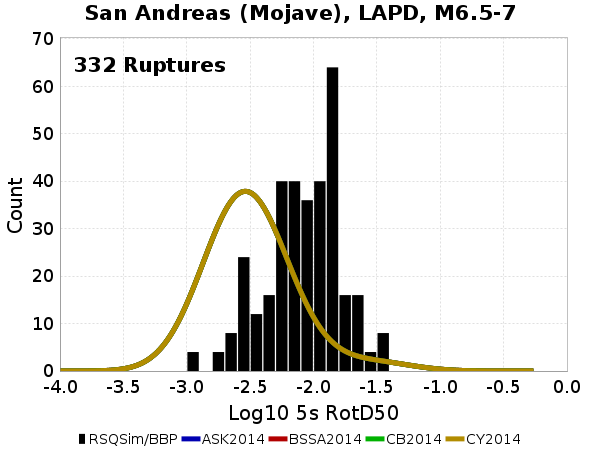 San Andreas (Mojave), LAPD, M6.5-7
332 Ruptures
70
60
50
40
30
20
10
0
Count
-4.0 -3.5 -3.0 -2.5 -2.0 -1.5 -1.0 -0.5 0.0
Log10 5s RotD50
RSQSim/BBP ASK2014 BSSA2014 CB2014 CY2014